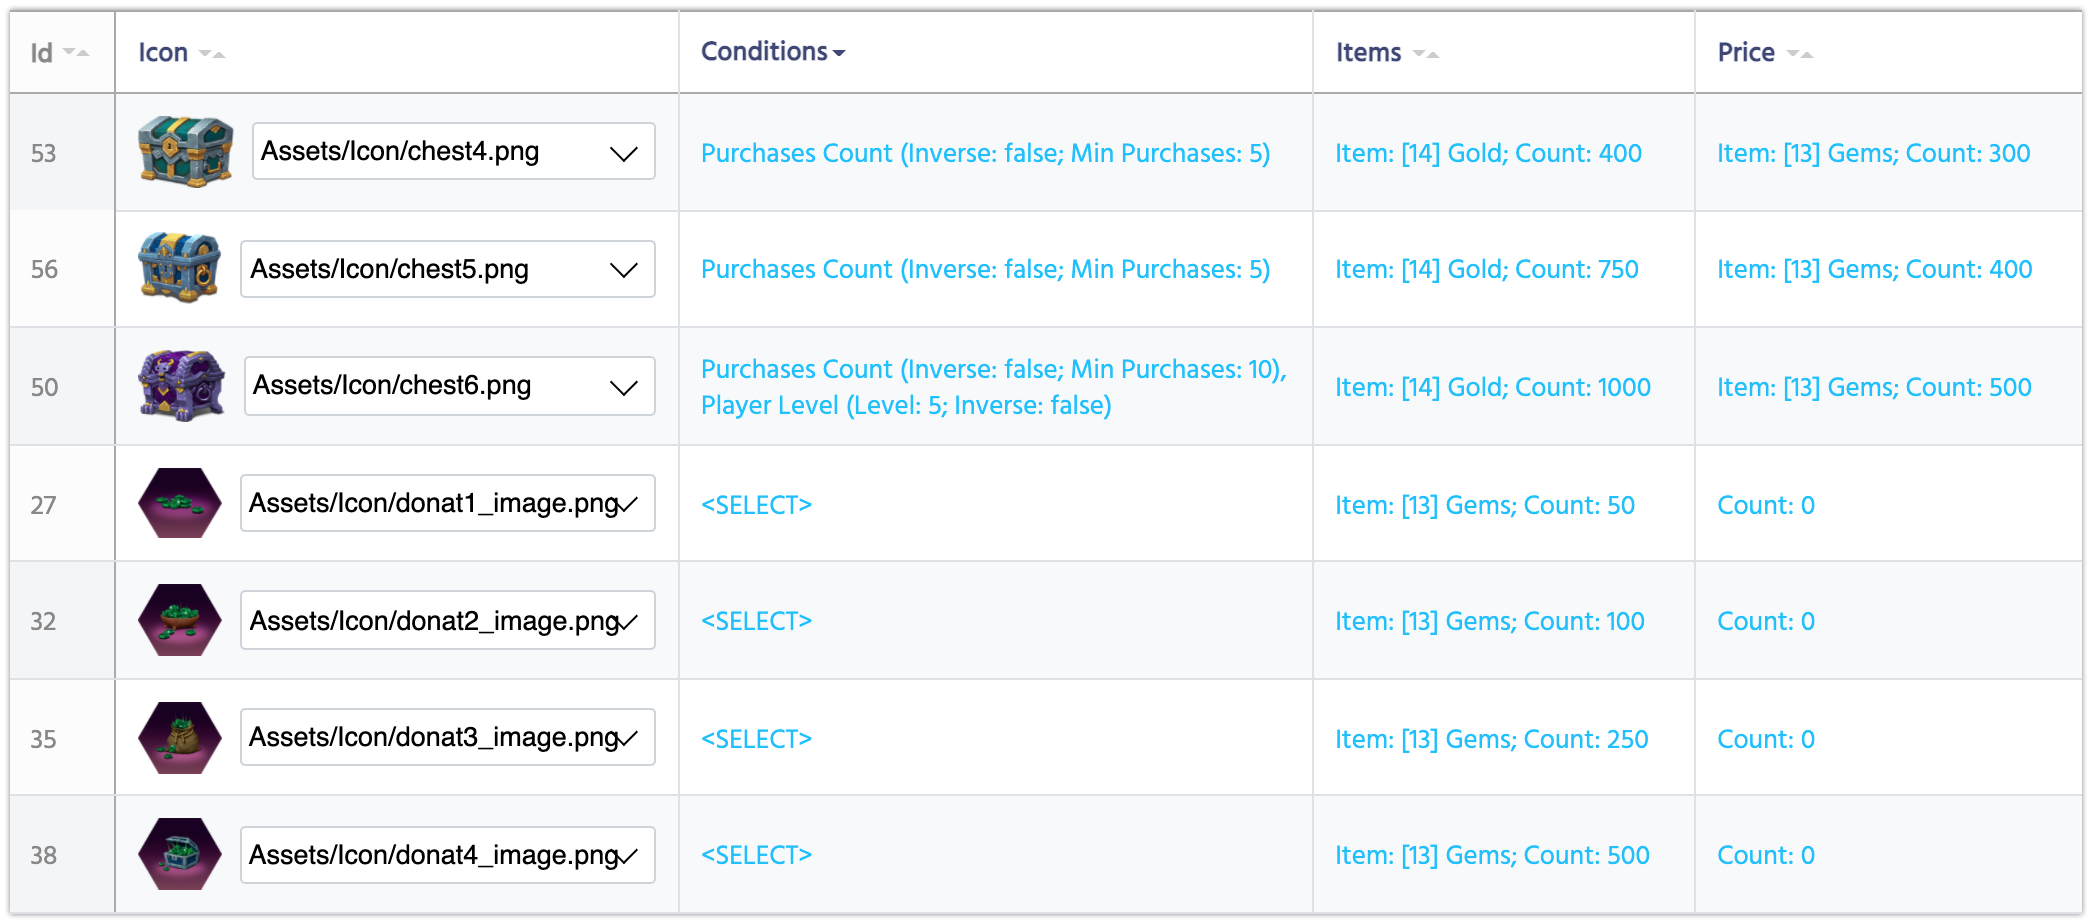 Id Icon Conditions Items Price
53 Assets/Icon/chest4.png Purchases Count (Inverse: false; Min Purchases: 5) Item: [14] Gold; Count: 400 Item: [13] Gems; Count: 300
56 Assets/Icon/chest5.png Purchases Count (Inverse: false; Min Purchases: 5) Item: [14] Gold; Count: 750 Item: [13] Gems; Count: 400
50 Assets/Icon/chest6.png Purchases Count (Inverse: false; Min Purchases: 10),
Player Level (Level: 5; Inverse: false) Item: [14] Gold; Count: 1000 Item: [13] Gems; Count: 500
27 Assets/Icon/donat1_image.png <SELECT> Item: [13] Gems; Count: 50 Count: 0
32 Assets/Icon/donat2_image.png <SELECT> Item: [13] Gems; Count: 100 Count: 0
35 Assets/Icon/donat3_image.png <SELECT> Item: [13] Gems; Count: 250 Count: 0
38 Assets/Icon/donat4_image.png <SELECT> Item: [13] Gems; Count: 500 Count: 0